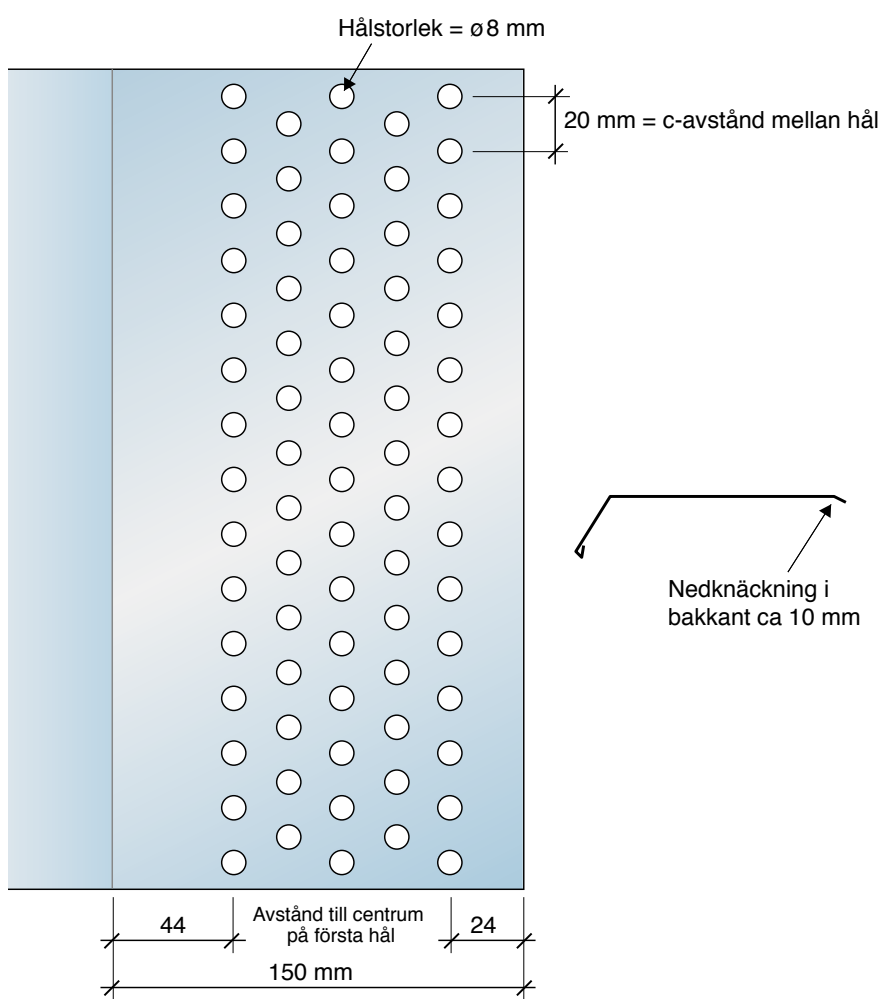 Hålstorlek = ø8 mm
20 mm = c-avstånd mellan hål
Nedknäckning i
bakkant ca 10 mm
44
Avstånd till centrum
på första hål
24
150 mm